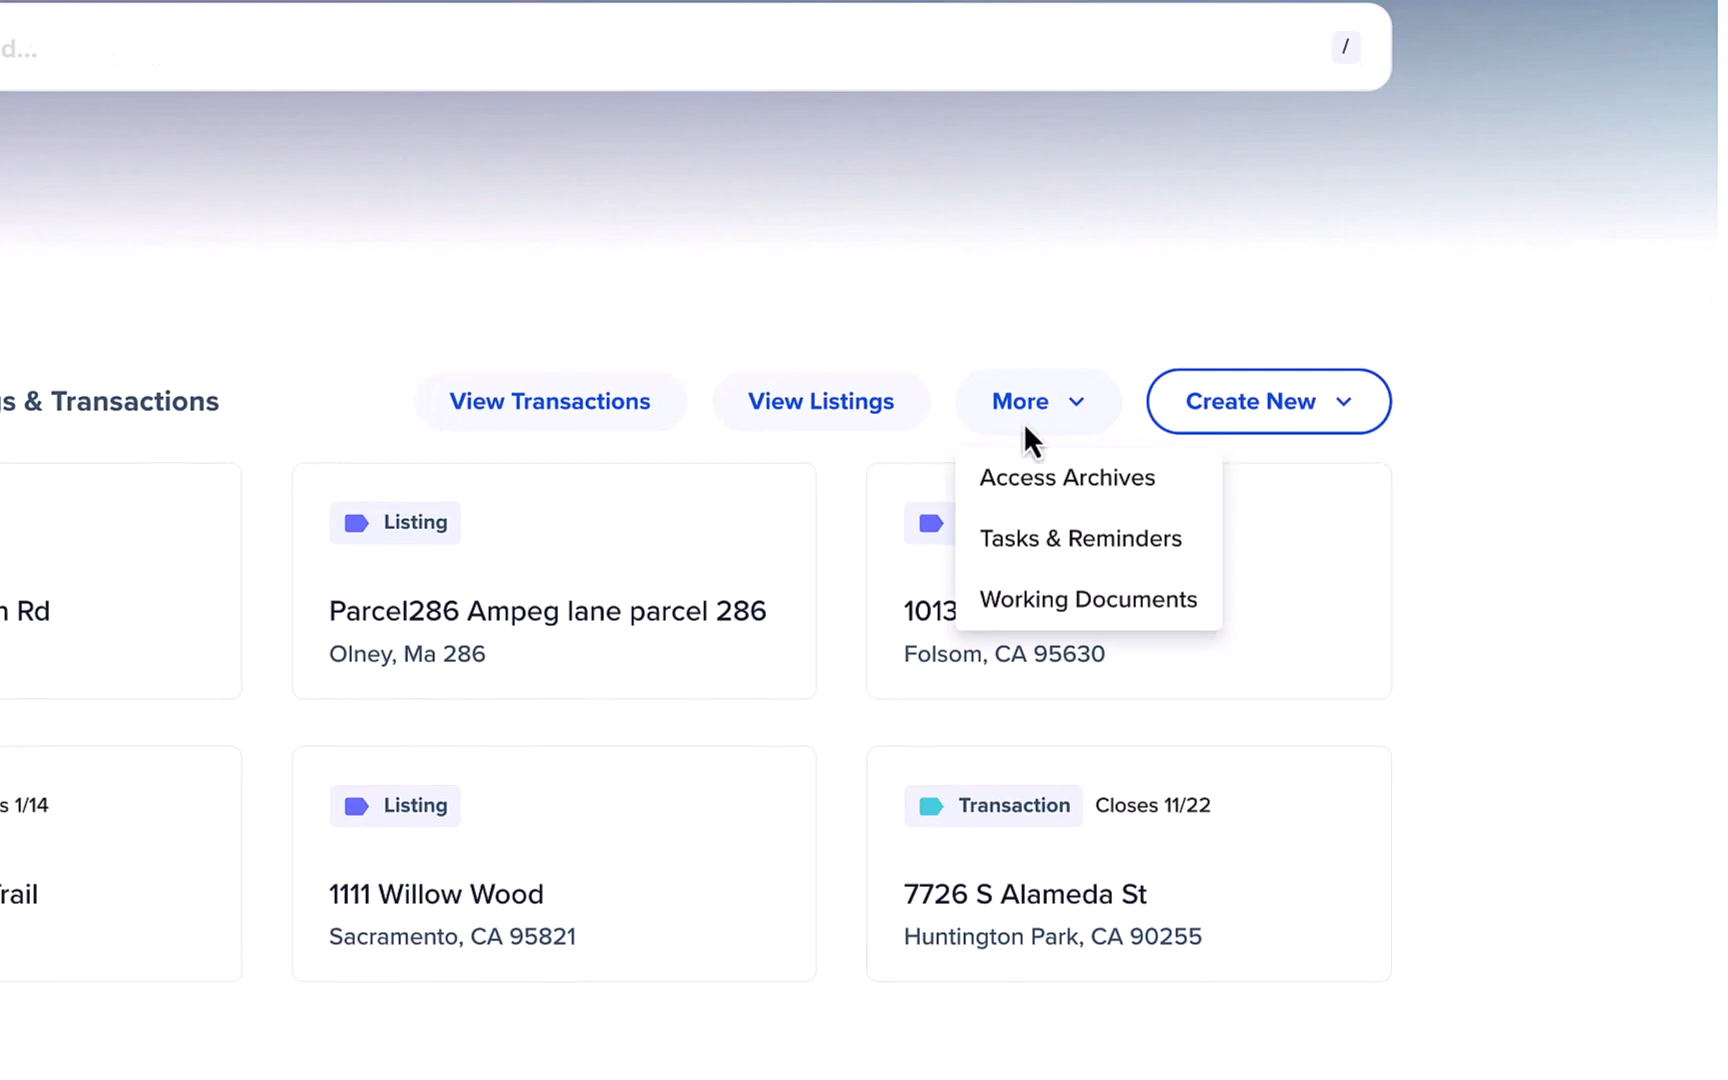 d...
/
s & Transactions
View Transactions
View Listings
More
Create New
Access Archives
Tasks & Reminders
Working Documents
Rd
Listing
Parcel286 Ampeg lane parcel 286
Olney, Ma 286
1013
Folsom, CA 95630
s 1/14
rail
Listing
1111 Willow Wood
Sacramento, CA 95821
Transaction
Closes 11/22
7726 S Alameda St
Huntington Park, CA 90255